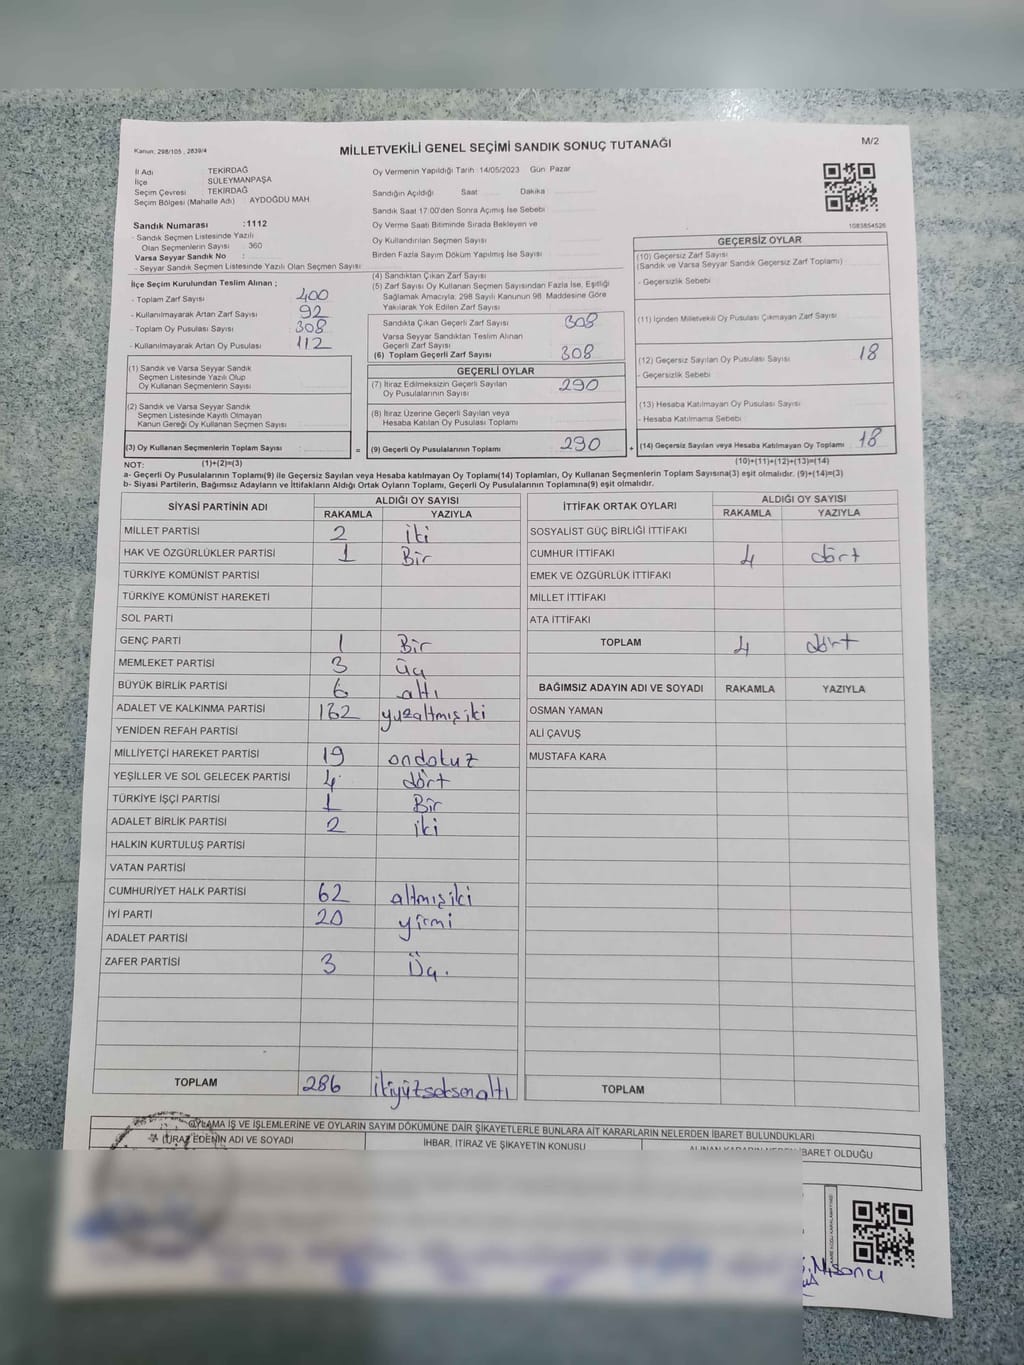 Kanun: 298/105 , 2839/4
MİLLETVEKİLİ GENEL SEÇİMİ SANDIK SONUÇ TUTANAĞI
M/2
İl Adı TEKİRDAĞ
İlçe SÜLEYMANPAŞA
Seçim Çevresi TEKİRDAĞ
Seçim Bölgesi (Mahalle Adı) : AYDOĞDU MAH
Sandık Numarası :1112
- Sandık Seçmen Listesinde Yazılı
Olan Seçmenlerin Sayısı : 360
Varsa Seyyar Sandık No :
- Seyyar Sandık Seçmen Listesinde Yazılı Olan Seçmen Sayısı
İlçe Seçim Kurulundan Teslim Alınan ;
- Toplam Zarf Sayısı 400
- Kullanılmayarak Artan Zarf Sayısı 92
- Toplam Oy Pusulası Sayısı 308
- Kullanılmayarak Artan Oy Pusulası 112
(1) Sandık ve Varsa Seyyar Sandık
Seçmen Listesinde Yazılı Olup
Oy Kullanan Seçmenlerin Sayısı
(2) Sandık ve Varsa Seyyar Sandık
Seçmen Listesinde Kayıtlı Olmayan
Kanun Gereği Oy Kullanan Seçmen Sayısı
(3) Oy Kullanan Seçmenlerin Toplam Sayısı
(1)+(2)=(3)
Oy Vermenin Yapıldığı Tarih :14/05/2023 Gün Pazar
Sandığın Açıldığı Saat Dakika
Sandık Saat 17:00'den Sonra Açımış İse Sebebi
Oy Verme Saati Bitiminde Sırada Bekleyen ve
Oy Kullandırılan Seçmen Sayısı
Birden Fazla Sayım Döküm Yapılmış İse Sayısı
(4) Sandıktan Çıkan Zarf Sayısı
(5) Zarf Sayısı Oy Kullanan Seçmen Sayısından Fazla İse, Eşitliği
Sağlamak Amacıyla; 298 Sayılı Kanunun 98. Maddesine Göre
Yakılarak Yok Edilen Zarf Sayısı
Sandıkta Çıkan Geçerli Zarf Sayısı 308
Varsa Seyyar Sandıktan Teslim Alınan
Geçerli Zarf Sayısı
(6) Toplam Geçerli Zarf Sayısı 308
GEÇERLİ OYLAR
(7) İtiraz Edilmeksizin Geçerli Sayılan
Oy Pusulalarının Sayısı 290
(8) İtiraz Üzerine Geçerli Sayılan veya
Hesaba Katılan Oy Pusulası Toplamı
= (9) Geçerli Oy Pusulalarının Toplamı 290
1083854526
GEÇERSİZ OYLAR
(10) Geçersiz Zarf Sayısı
(Sandık ve Varsa Seyyar Sandık Geçersiz Zarf Toplamı)
- Geçersizlik Sebebi
(11) İçinden Milletvekili Oy Pusulası Çıkmayan Zarf Sayısı
(12) Geçersiz Sayılan Oy Pusulası Sayısı 18
- Geçersizlik Sebebi
(13) Hesaba Katılmayan Oy Pusulası Sayısı
- Hesaba Katılmama Sebebi
+ (14) Geçersiz Sayılan veya Hesaba Katılmayan Oy Toplamı 18
(10)+(11)+(12)+(13)=(14)
NOT:
a- Geçerli Oy Pusulalarının Toplamı(9) ile Geçersiz Sayılan veya Hesaba katılmayan Oy Toplamı(14) Toplamları, Oy Kullanan Seçmenlerin Toplam Sayısına(3) eşit olmalıdır. (9)+(14)=(3)
b- Siyasi Partilerin, Bağımsız Adayların ve İttifakların Aldığı Ortak Oyların Toplamı, Geçerli Oy Pusulalarının Toplamına(9) eşit olmalıdır.
SİYASİ PARTİNİN ADI ALDIĞI OY SAYISI
RAKAMLA YAZIYLA
MİLLET PARTİSİ 2 iki
HAK VE ÖZGÜRLÜKLER PARTİSİ 1 Bir
TÜRKİYE KOMÜNİST PARTİSİ
TÜRKİYE KOMÜNİST HAREKETİ
SOL PARTİ
GENÇ PARTİ 1 Bir
MEMLEKET PARTİSİ 3 üç
BÜYÜK BİRLİK PARTİSİ 6 altı
ADALET VE KALKINMA PARTİSİ 162 yüzaltmışiki
YENİDEN REFAH PARTİSİ
MİLLİYETÇİ HAREKET PARTİSİ 19 ondokuz
YEŞİLLER VE SOL GELECEK PARTİSİ 4 dört
TÜRKİYE İŞÇİ PARTİSİ 1 Bir
ADALET BİRLİK PARTİSİ 2 iki
HALKIN KURTULUŞ PARTİSİ
VATAN PARTİSİ
CUMHURİYET HALK PARTİSİ 62 altmışiki
İYİ PARTİ 20 yirmi
ADALET PARTİSİ
ZAFER PARTİSİ 3 Üç.
TOPLAM 286 ikiyüzseksenaltı
İTTİFAK ORTAK OYLARI ALDIĞI OY SAYISI
RAKAMLA YAZIYLA
SOSYALİST GÜÇ BİRLİĞİ İTTİFAKI
CUMHUR İTTİFAKI 4 dört
EMEK VE ÖZGÜRLÜK İTTİFAKI
MİLLET İTTİFAKI
ATA İTTİFAKI
TOPLAM 4 dört
BAĞIMSIZ ADAYIN ADI VE SOYADI RAKAMLA YAZIYLA
OSMAN YAMAN
ALİ ÇAVUŞ
MUSTAFA KARA
TOPLAM
OYLAMA İŞ VE İŞLEMLERİNE VE OYLARIN SAYIM DÖKÜMÜNE DAİR ŞİKAYETLERLE BUNLARA AİT KARARLARIN NELERDEN İBARET BULUNDUKLARI
İTİRAZ EDENİN ADI VE SOYADI İHBAR, İTİRAZ VE ŞİKAYETİN KONUSU İBARET OLDUĞU